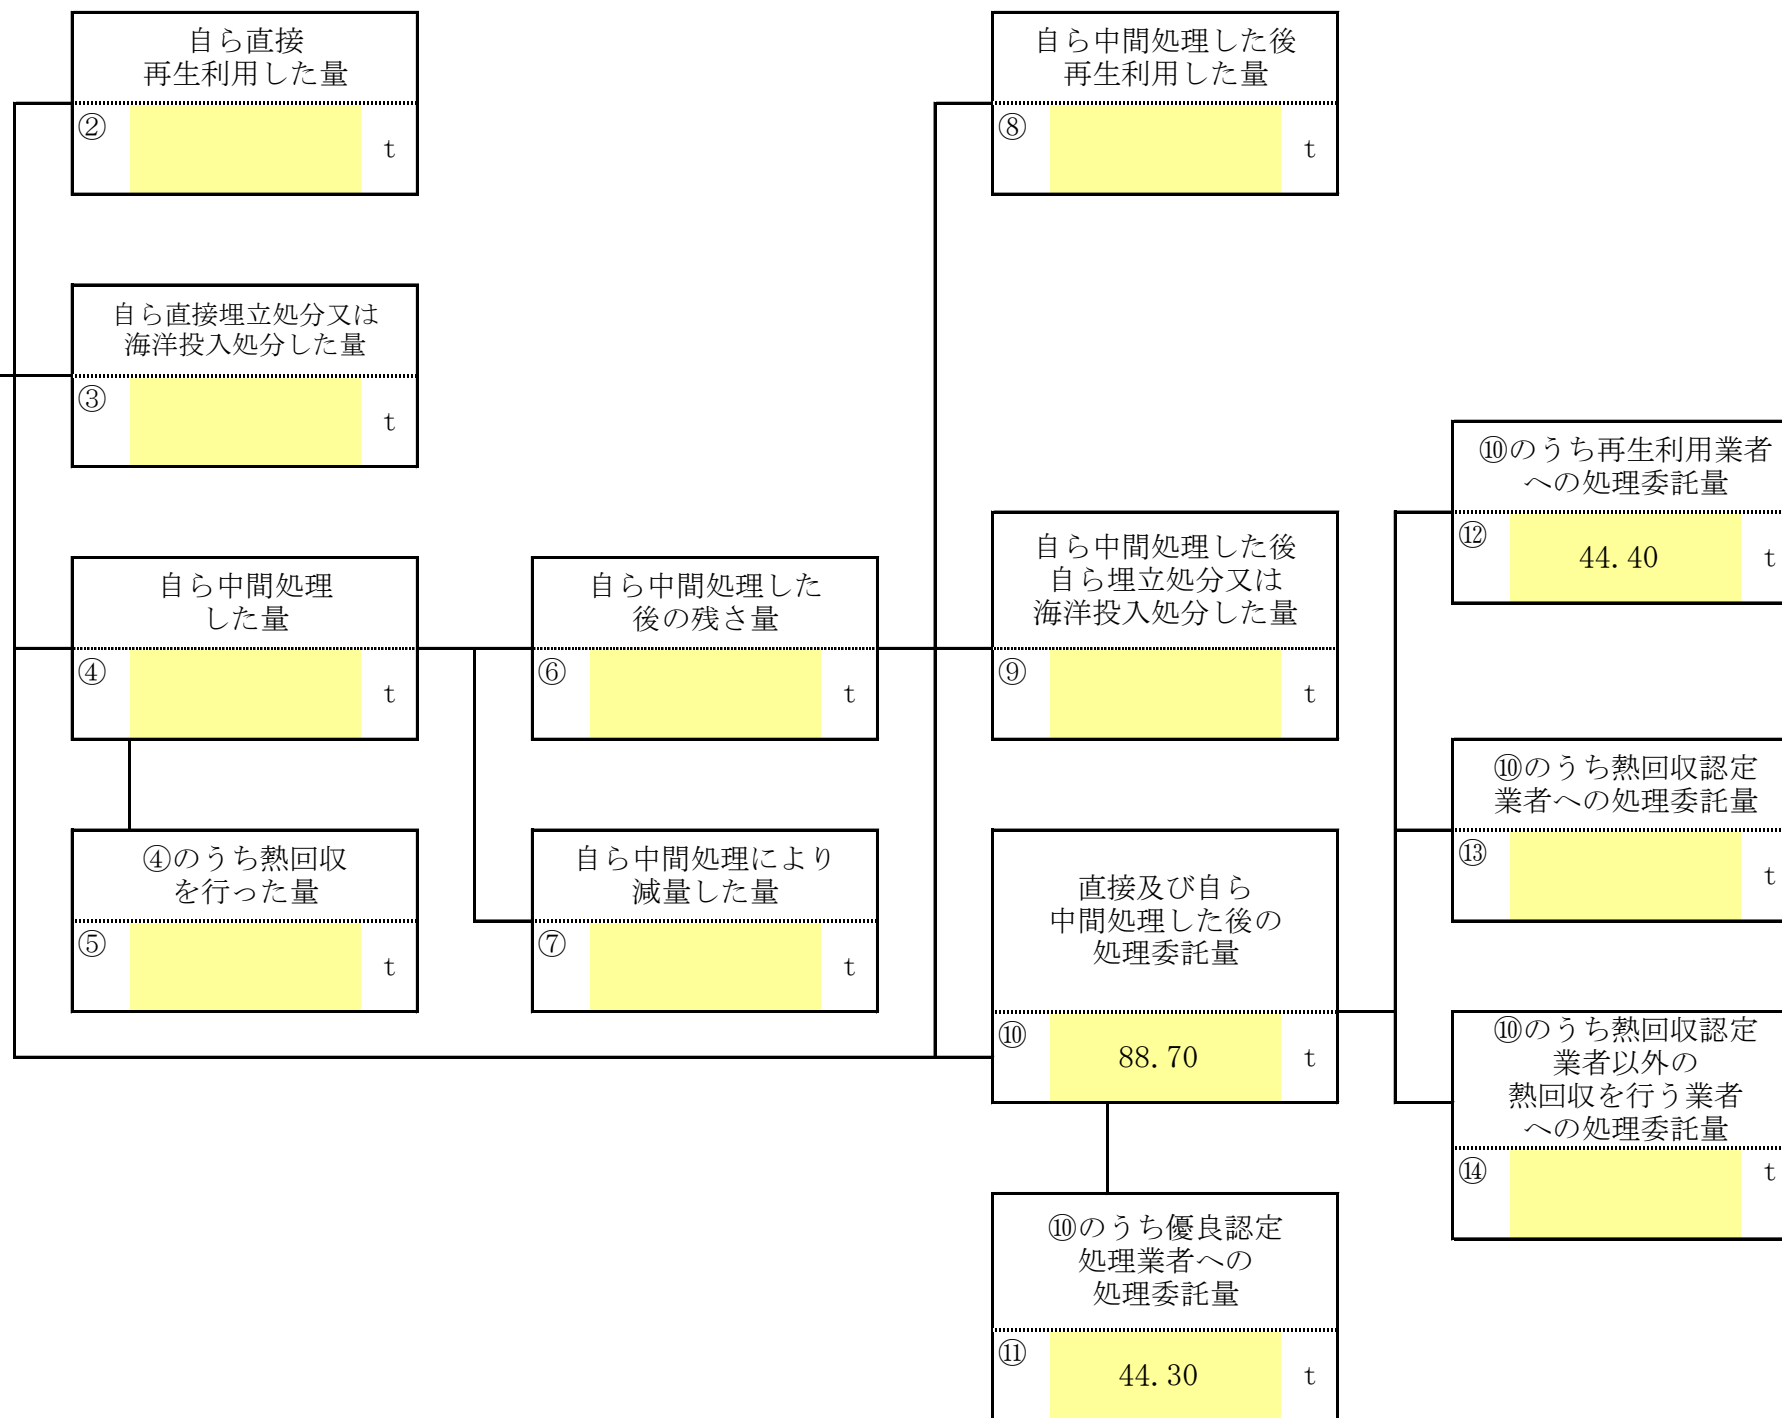 自ら直接
再生利用した量
②
t
自ら直接埋立処分又は
海洋投入処分した量
③
t
自ら中間処理
した量
④
t
④のうち熱回収
を行った量
⑤
t
自ら中間処理した
後の残さ量
⑥
t
自ら中間処理により
減量した量
⑦
t
自ら中間処理した後
再生利用した量
⑧
t
自ら中間処理した後
自ら埋立処分又は
海洋投入処分した量
⑨
t
直接及び自ら
中間処理した後の
処理委託量
⑩ 88.70 t
⑩のうち優良認定
処理業者への
処理委託量
⑪ 44.30 t
⑩のうち再生利用業者
への処理委託量
⑫ 44.40 t
⑩のうち熱回収認定
業者への処理委託量
⑬
t
⑩のうち熱回収認定
業者以外の
熱回収を行う業者
への処理委託量
⑭
t